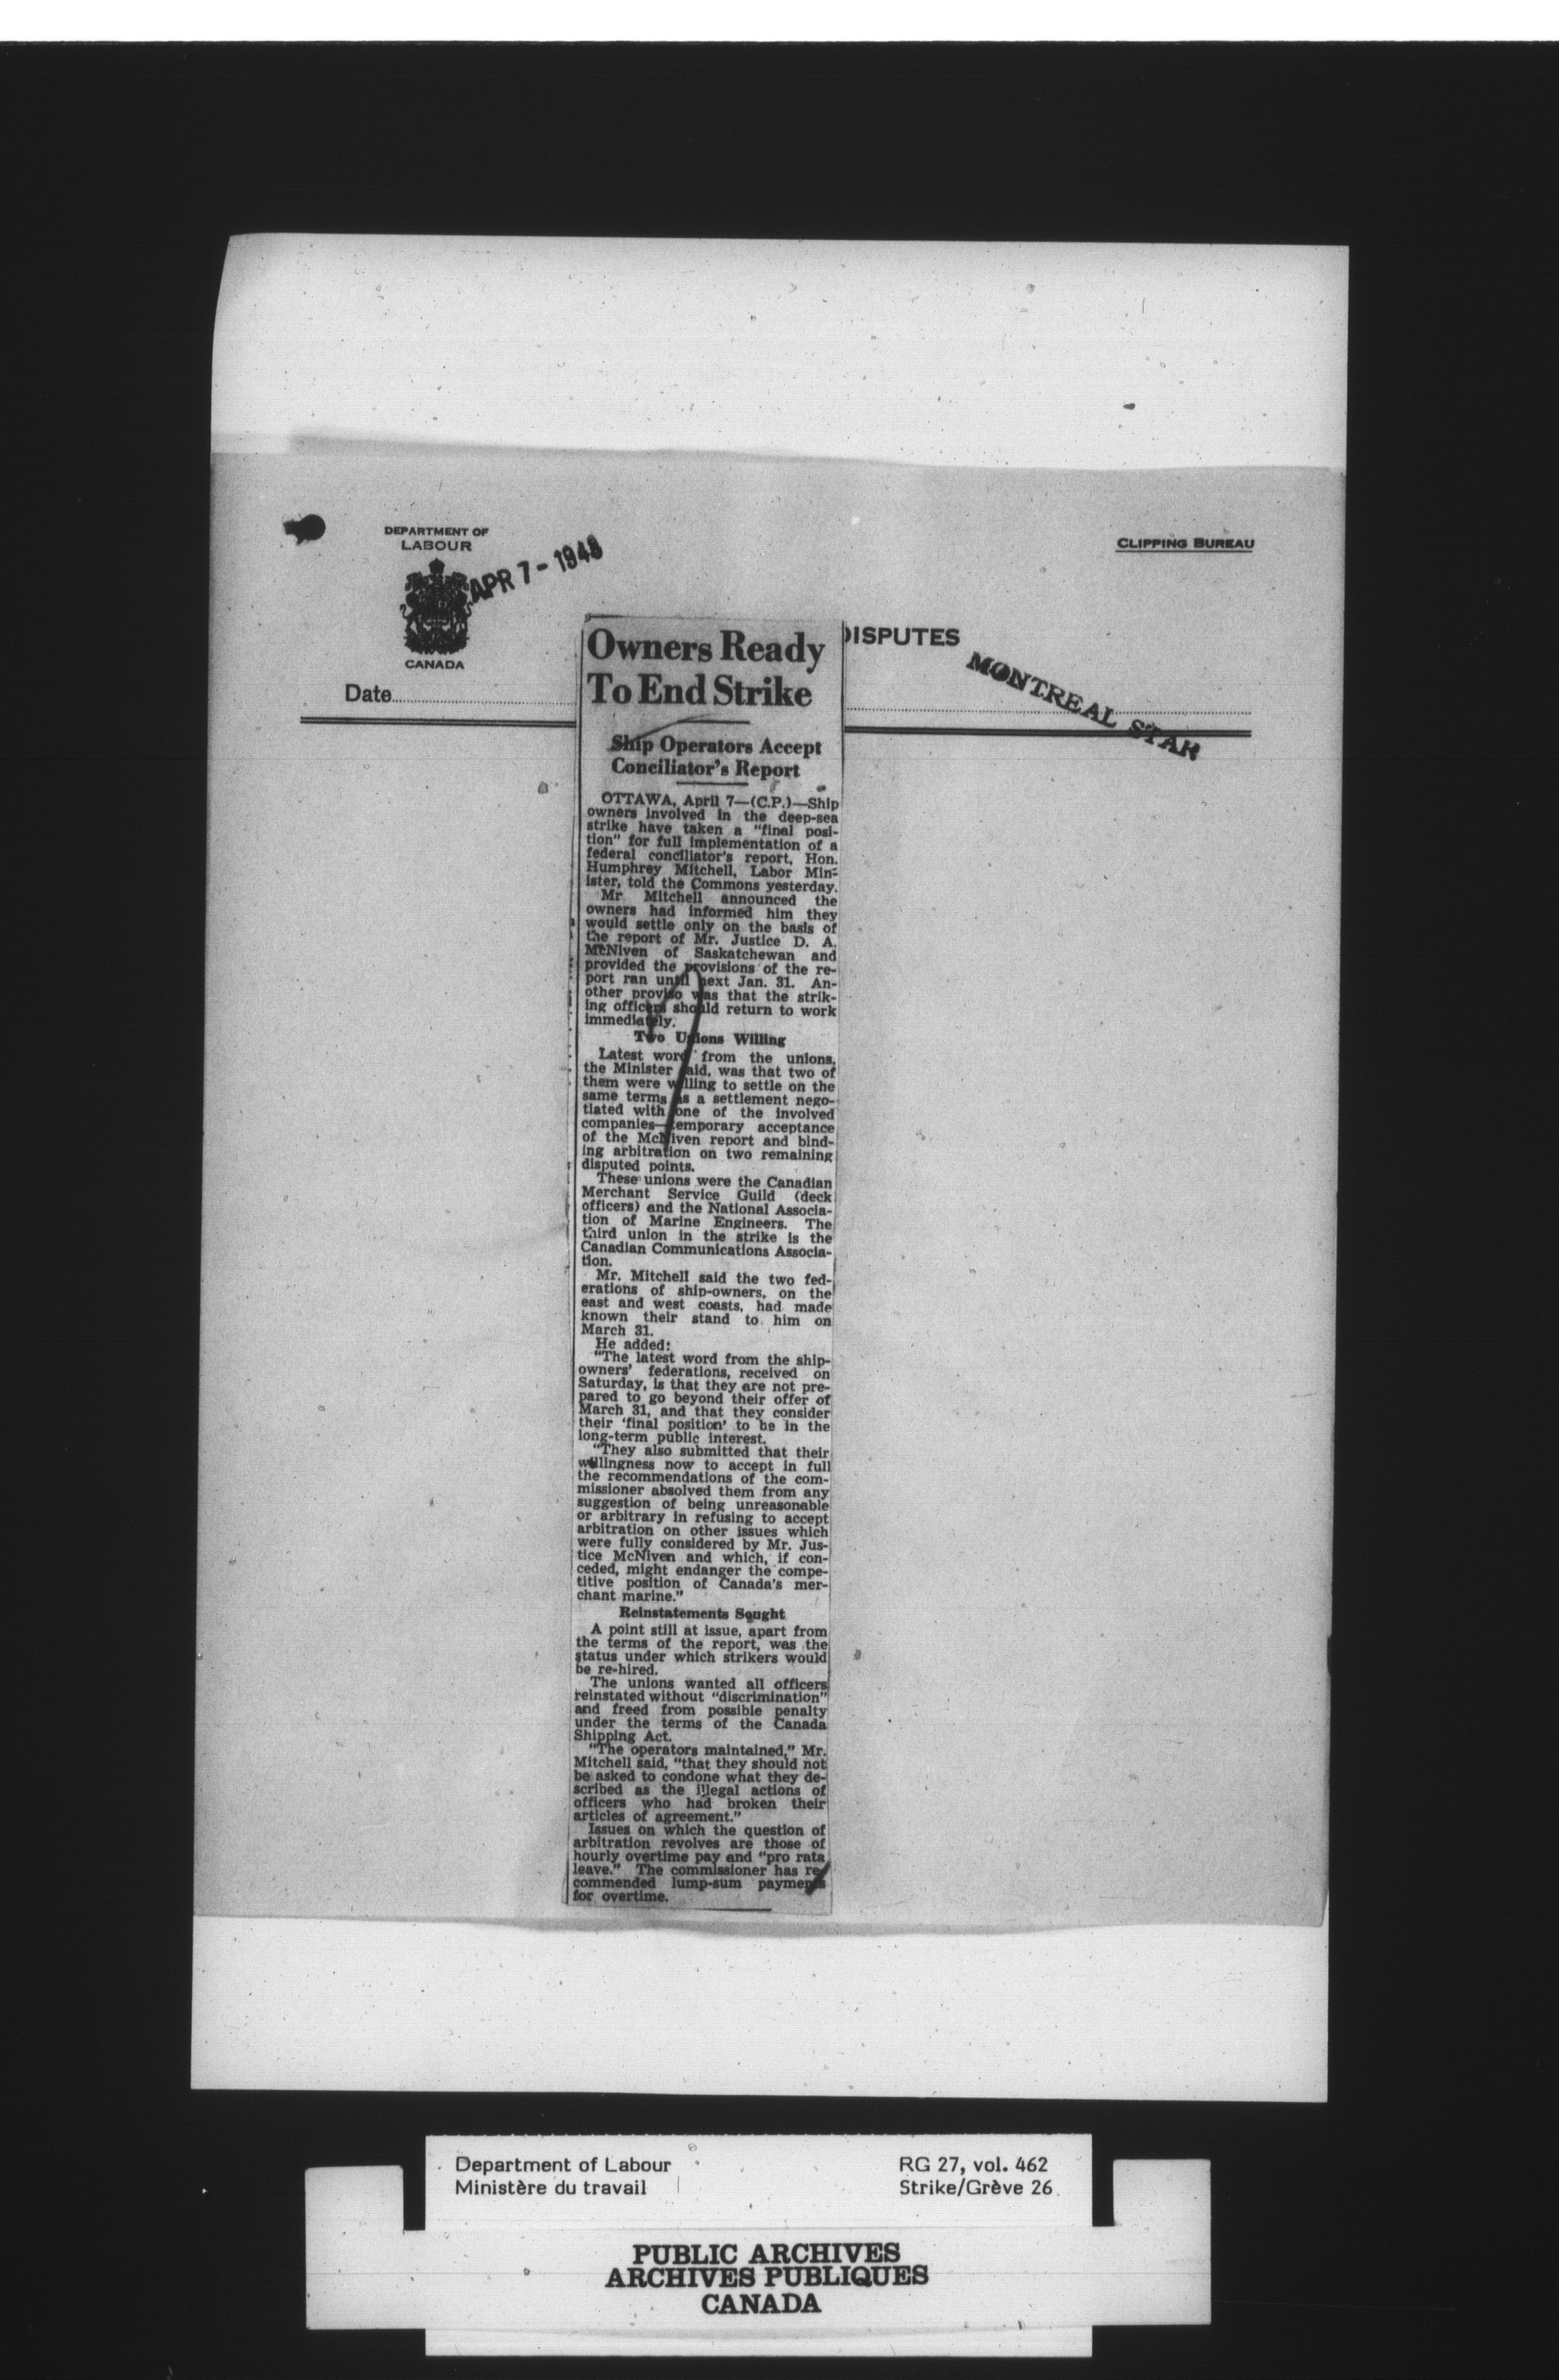 DEPARTMENT OF
LABOUR
CANADA
APR 7 - 1948
CLIPPING BUREAU
DISPUTES
MONTREAL STAR
Date
Owners Ready
To End Strike
Ship Operators Accept
Conciliator's Report
OTTAWA, April 7—(C.P.)—Ship
owners involved in the deep-sea
strike have taken a "final posi-
tion" for full implementation of a
federal conciliator's report, Hon.
Humphrey Mitchell, Labor Min-
ister, told the Commons yesterday.
Mr Mitchell announced the
owners had informed him they
would settle only on the basis of
the report of Mr. Justice D. A.
McNiven of Saskatchewan and
provided the provisions of the re-
port ran until next Jan. 31. An-
other proviso was that the strik-
ing officers should return to work
immediately.
Two Unions Willing
Latest word from the unions,
the Minister said, was that two of
them were willing to settle on the
same terms as a settlement nego-
tiated with one of the involved
companies—temporary acceptance
of the McNiven report and bind-
ing arbitration on two remaining
disputed points.
These unions were the Canadian
Merchant Service Guild (deck
officers) and the National Associa-
tion of Marine Engineers. The
third union in the strike is the
Canadian Communications Associa-
tion.
Mr. Mitchell said the two fed-
erations of ship-owners, on the
east and west coasts, had made
known their stand to him on
March 31.
He added:
"The latest word from the ship-
owners' federations, received on
Saturday, is that they are not pre-
pared to go beyond their offer of
March 31, and that they consider
their 'final position' to be in the
long-term public interest.
"They also submitted that their
willingness now to accept in full
the recommendations of the com-
missioner absolved them from any
suggestion of being unreasonable
or arbitrary in refusing to accept
arbitration on other issues which
were fully considered by Mr. Jus-
tice McNiven and which, if con-
ceded, might endanger the compe-
titive position of Canada's mer-
chant marine."
Reinstatements Sought
A point still at issue, apart from
the terms of the report, was the
status under which strikers would
be re-hired.
The unions wanted all officers
reinstated without "discrimination"
and freed from possible penalty
under the terms of the Canada
Shipping Act.
"The operators maintained," Mr.
Mitchell said, "that they should not
be asked to condone what they de-
scribed as the illegal actions of
officers who had broken their
articles of agreement."
Issues on which the question of
arbitration revolves are those of
hourly overtime pay and "pro rata
leave." The commissioner has re-
commended lump-sum payments
for overtime.
Department of Labour
Ministère du travail
RG 27, vol. 462
Strike/Grève 26
PUBLIC ARCHIVES
ARCHIVES PUBLIQUES
CANADA